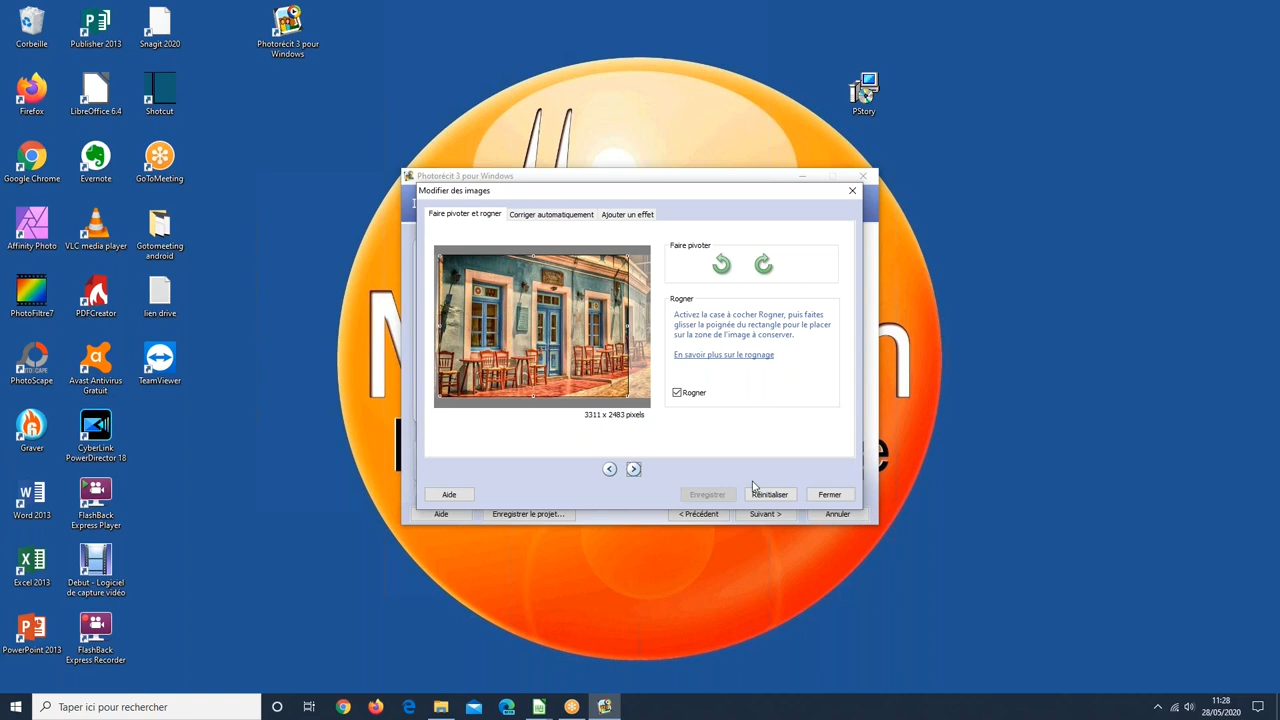 Corbeille
Publisher 2013
Snagit 2020
Photorécit 3 pour
Windows
Firefox
LibreOffice 6.4
Shotcut
PStory
Google Chrome
Evernote
GoToMeeting
Affinity Photo
VLC media player
Gotomeeting
android
PhotoFiltre7
PDFCreator
lien drive
PhotoScape
Avast Antivirus
Gratuit
TeamViewer
Graver
CyberLink
PowerDirector 18
Word 2013
FlashBack
Express Player
Excel 2013
Debut - Logiciel
de capture vidéo
PowerPoint 2013
FlashBack
Express Recorder
Photorécit 3 pour Windows
Modifier des images
Faire pivoter et rogner
Corriger automatiquement
Ajouter un effet
Faire pivoter
Rogner
Activez la case à cocher Rogner, puis faites
glisser la poignée du rectangle pour le placer
sur la zone de l'image à conserver.
En savoir plus sur le rognage
Rogner
3311 x 2483 pixels
Aide
Enregistrer
Réinitialiser
Fermer
Aide
Enregistrer le projet...
< Précédent
Suivant >
Annuler
Taper ici pour rechercher
11:28
28/05/2020